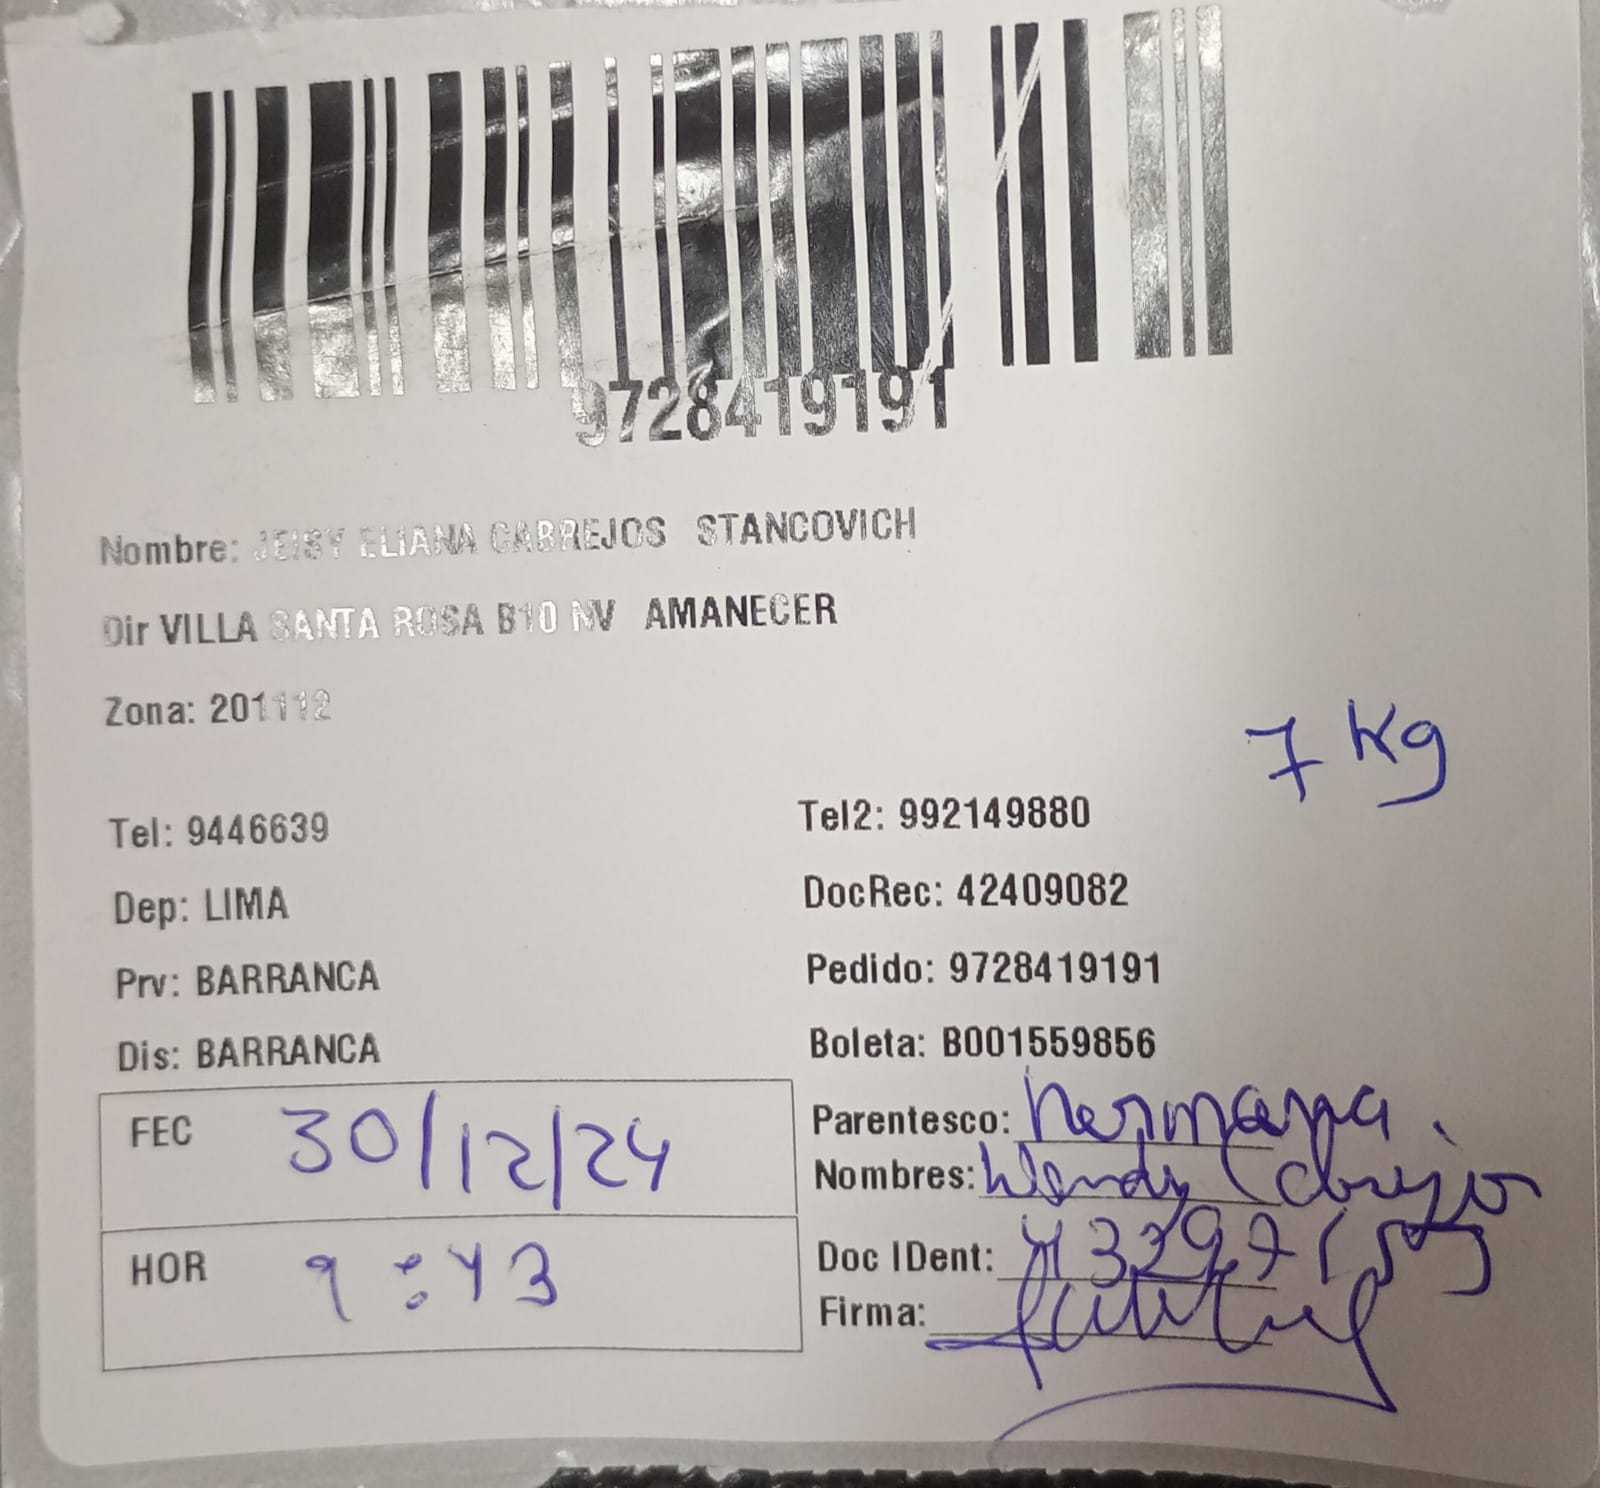 9728419191
Nombre: JEISY ELIANA CABREJOS STANCOVICH
Dir VILLA SANTA ROSA B10 NV AMANECER
Zona: 201112
7 Kg
Tel: 9446639
Tel2: 992149880
Dep: LIMA
DocRec: 42409082
Prv: BARRANCA
Pedido: 9728419191
Dis: BARRANCA
Boleta: B001559856
FEC 30/12/24
Parentesco: hermana.
Nombres: Wendy Cabrejos
HOR 9:43
Doc IDent:
Firma: